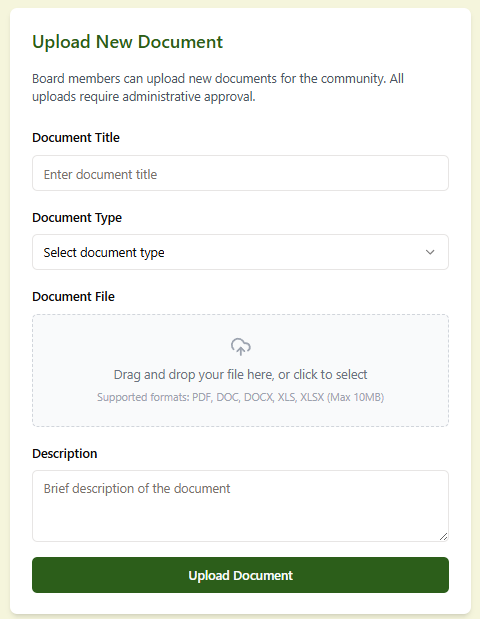 Upload New Document
Board members can upload new documents for the community. All
uploads require administrative approval.
Document Title
Enter document title
Document Type
Select document type
Document File
Drag and drop your file here, or click to select
Supported formats: PDF, DOC, DOCX, XLS, XLSX (Max 10MB)
Description
Brief description of the document
Upload Document